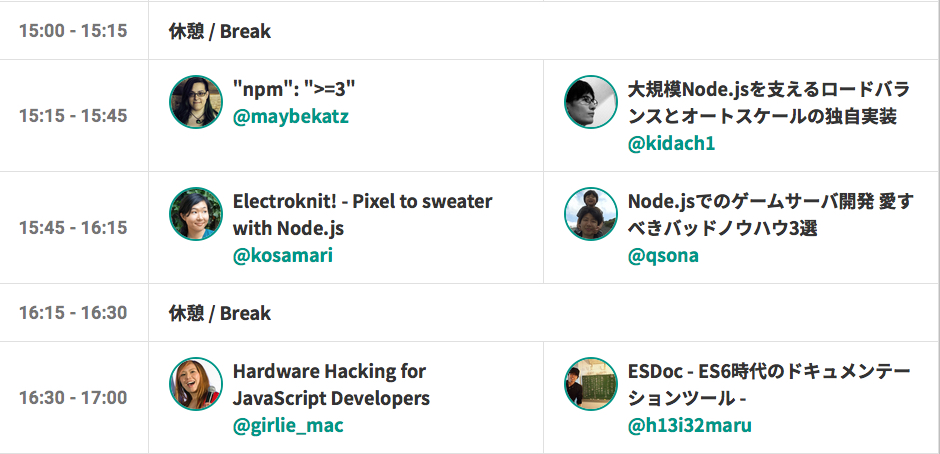 15:00 - 15:15
休憩 / Break
15:15 - 15:45
"npm": ">=3"
@maybekatz
大規模Node.jsを支えるロードバラ
ンスとオートスケールの独自実装
@kidach1
15:45 - 16:15
Electroknit! - Pixel to sweater
with Node.js
@kosamari
Node.jsでのゲームサーバ開発 愛す
べきバッドノウハウ3選
@qsona
16:15 - 16:30
休憩 / Break
16:30 - 17:00
Hardware Hacking for
JavaScript Developers
@girlie_mac
ESDoc - ES6時代のドキュメンテー
ションツール -
@h13i32maru